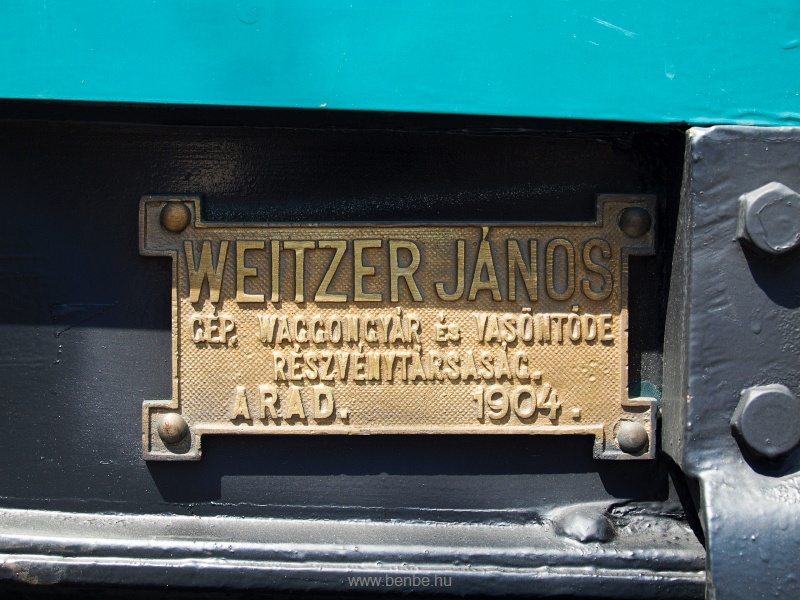 WEITZER JÁNOS
GÉP, WAGGONGYÁR és VASÖNTÖDE
RÉSZVÉNYTÁRSASÁG.
ARAD. 1904.
www.benbe.hu